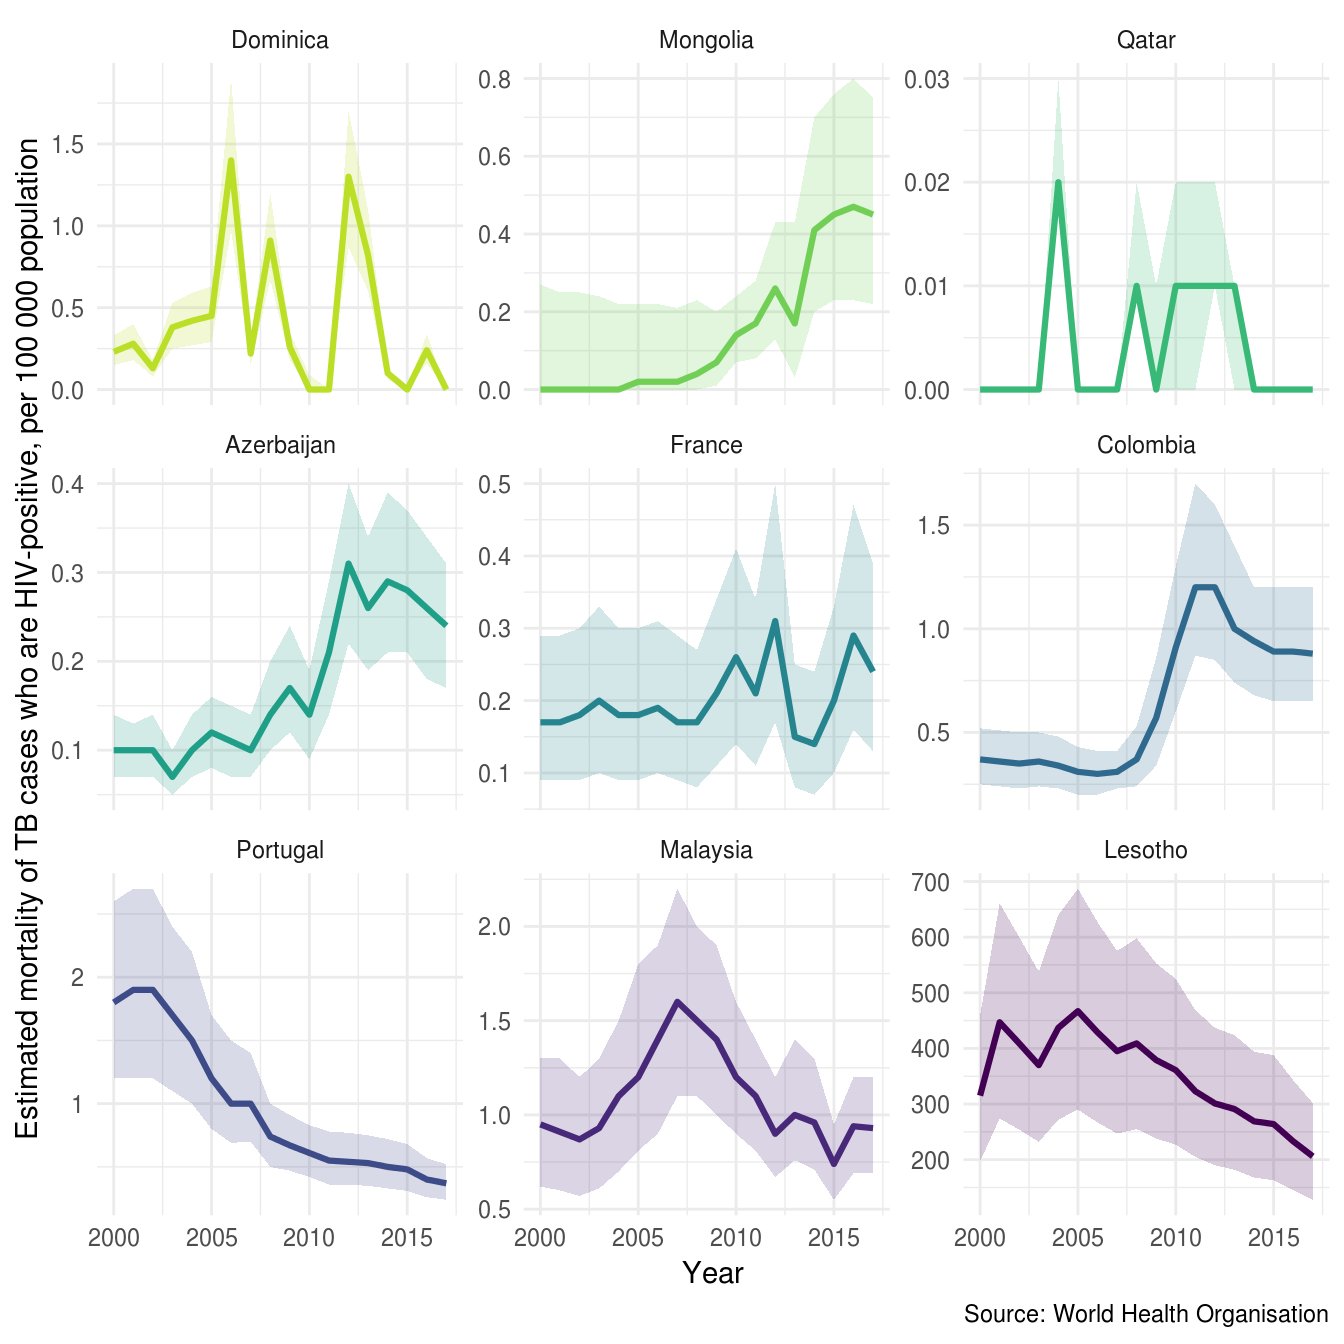 Estimated mortality of TB cases who are HIV-positive, per 100 000 population
Dominica
1.5
1.0
0.5
0.0
Mongolia
0.8
0.6
0.4
0.2
0.0
Qatar
0.03
0.02
0.01
0.00
Azerbaijan
0.4
0.3
0.2
0.1
France
0.5
0.4
0.3
0.2
0.1
Colombia
1.5
1.0
0.5
Portugal
2
1
2000 2005 2010 2015
Malaysia
2.0
1.5
1.0
0.5
2000 2005 2010 2015
Lesotho
700
600
500
400
300
200
2000 2005 2010 2015
Year
Source: World Health Organisation